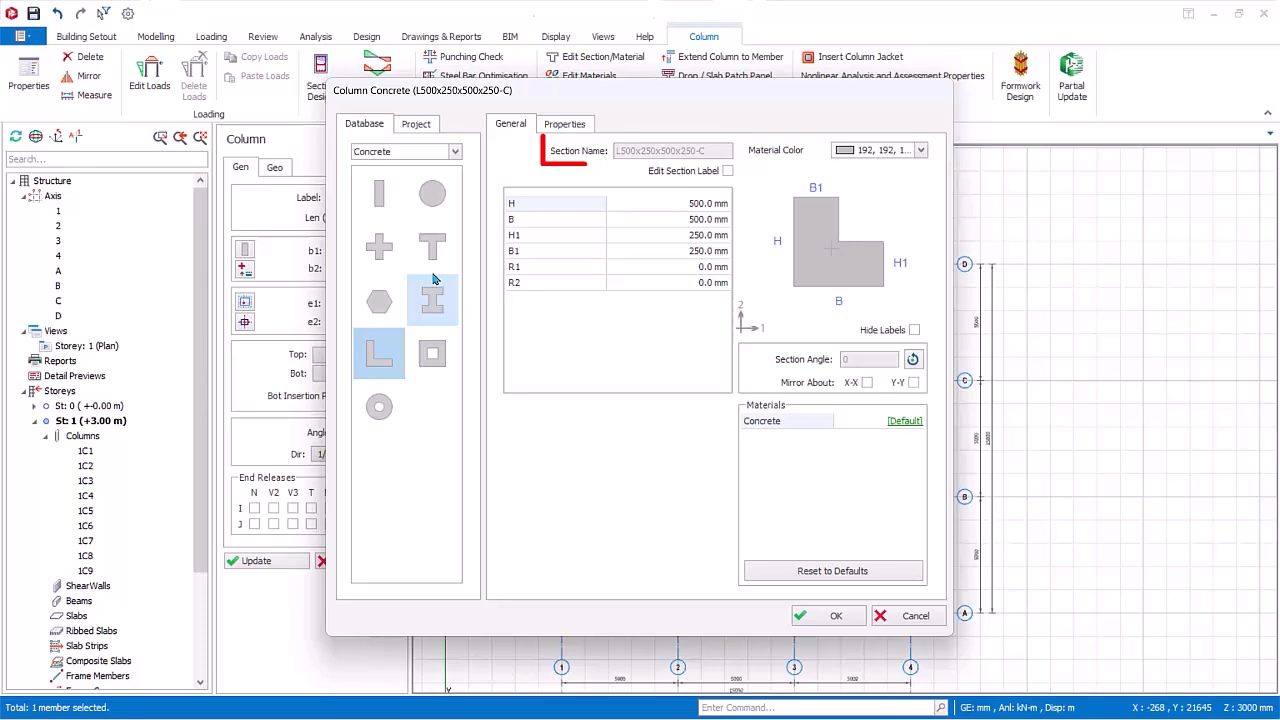 Building Setout
Modelling
Loading
Review
Analysis
Design
Drawings & Reports
BIM
Display
Views
Help
Column
Properties
Delete
Mirror
Measure
Edit Loads
Delete Loads
Copy Loads
Paste Loads
Loading
Punching Check
Steel Bar Optimisation
Edit Section/Material
Edit Materials
Extend Column to Member
Drop / Slab Patch Panel
Insert Column Jacket
Nonlinear Analysis and Assessment Properties
Formwork Design
Partial Update
Search...
Structure
Axis
1
2
3
4
A
B
C
D
Views
Storey: 1 (Plan)
Reports
Detail Previews
Storeys
St: 0 ( +-0.00 m)
St: 1 (+3.00 m)
Columns
1C1
1C2
1C3
1C4
1C5
1C6
1C7
1C8
1C9
ShearWalls
Beams
Slabs
Ribbed Slabs
Slab Strips
Composite Slabs
Frame Members
Column
Gen
Geo
Label:
b1:
b2:
e1:
e2:
Top:
Bot:
Dir:
End Releases
N V2 V3 T
I
J
Update
Column Concrete (L500x250x500x250-C)
Database
Project
Concrete
General
Properties
Section Name: L500x250x500x250-C
Edit Section Label
Material Color 192, 192, 1...
H 500.0 mm
B 500.0 mm
H1 250.0 mm
B1 250.0 mm
R1 0.0 mm
R2 0.0 mm
B1
H
H1
B
2
1
Hide Labels
Section Angle: 0
Mirror About: X-X Y-Y
Materials
Concrete [Default]
Reset to Defaults
OK
Cancel
D
C
B
A
1
2
3
4
Y
Total: 1 member selected.
Enter Command...
GE: mm , Anl: kN-m , Disp: m
X : -268 , Y : 21645
Z : 3000 mm